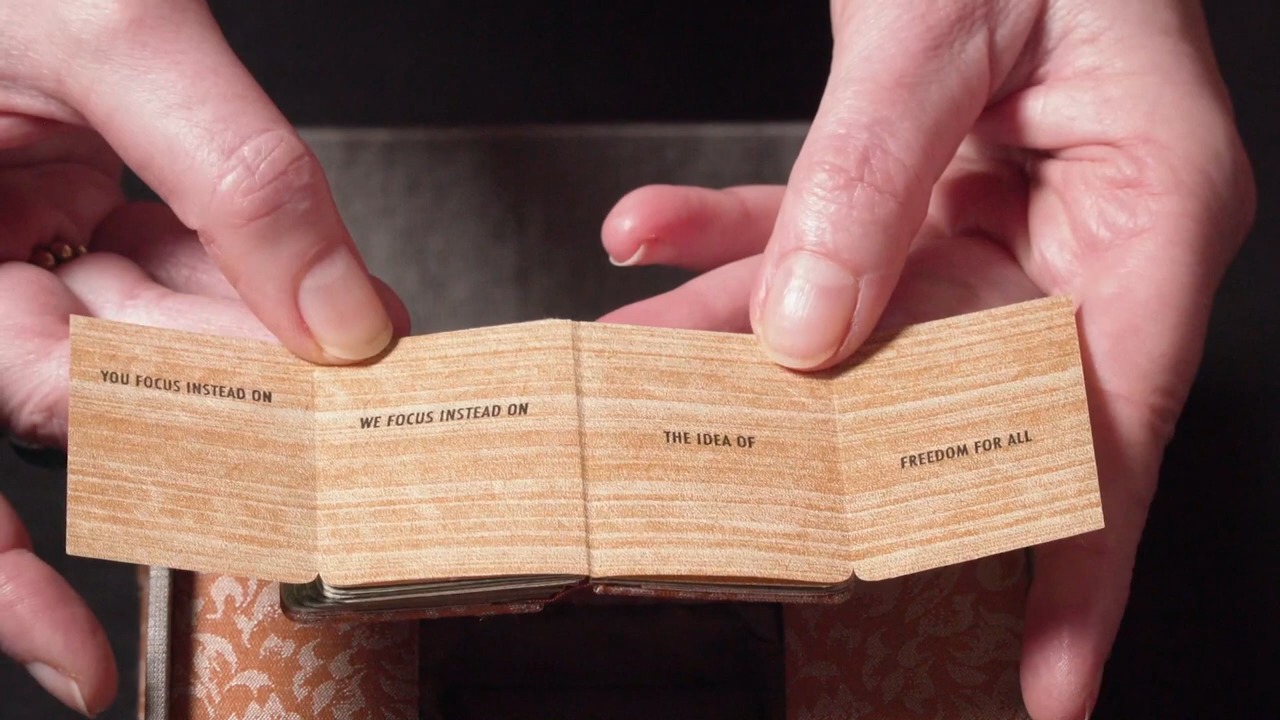 YOU FOCUS INSTEAD ON
WE FOCUS INSTEAD ON
THE IDEA OF
FREEDOM FOR ALL